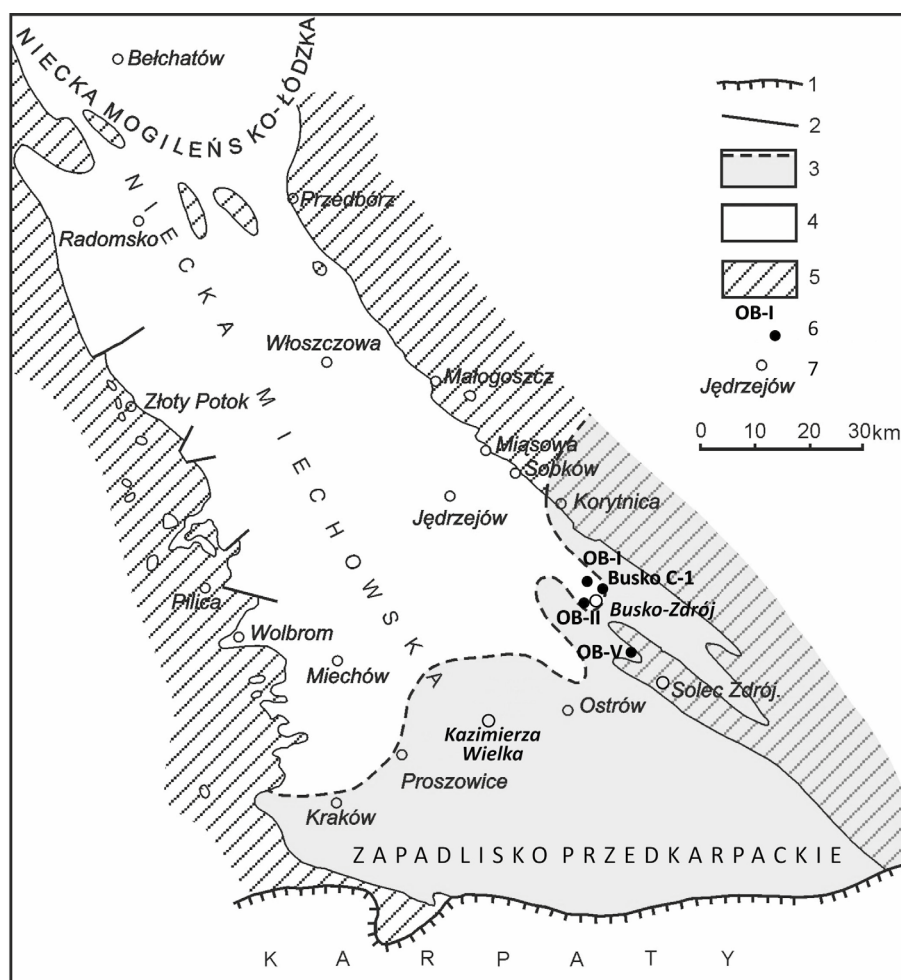 NIECKA MOGILEŃSKO-ŁÓDZKA
Bełchatów
1
2
3
4
5
OB-I
6
7
Jędrzejów
0 10 20 30km
NIECKA MIECHOWSKA
Przedbórz
Radomsko
Włoszczowa
Małogoszcz
Złoty Potok
Miąsowa
Sobków
Jędrzejów
Korytnica
OB-I
Busko C-1
Pilica
OB-II
Busko-Zdrój
Wolbrom
OB-V
Miechów
Solec Zdrój.
Ostrów
Kazimierza
Wielka
Proszowice
Kraków
ZAPADLISKO PRZEDKARPACKIE
KARPATY